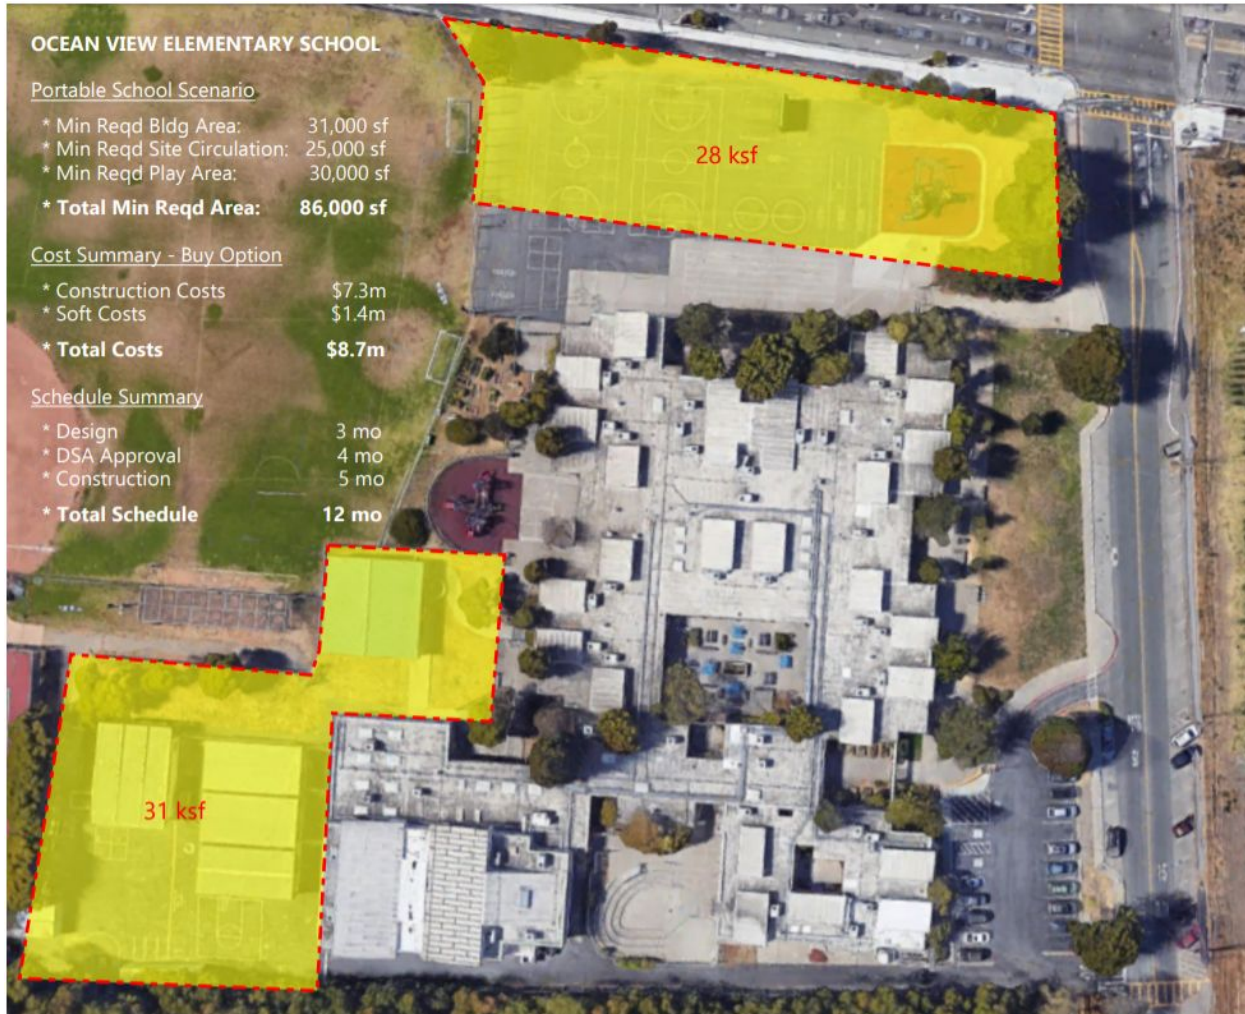 OCEAN VIEW ELEMENTARY SCHOOL
Portable School Scenario
* Min Reqd Bldg Area: 31,000 sf
* Min Reqd Site Circulation: 25,000 sf
* Min Reqd Play Area: 30,000 sf
* Total Min Reqd Area: 86,000 sf
Cost Summary - Buy Option
* Construction Costs $7.3m
* Soft Costs $1.4m
* Total Costs $8.7m
Schedule Summary
* Design 3 mo
* DSA Approval 4 mo
* Construction 5 mo
* Total Schedule 12 mo
28 ksf
31 ksf